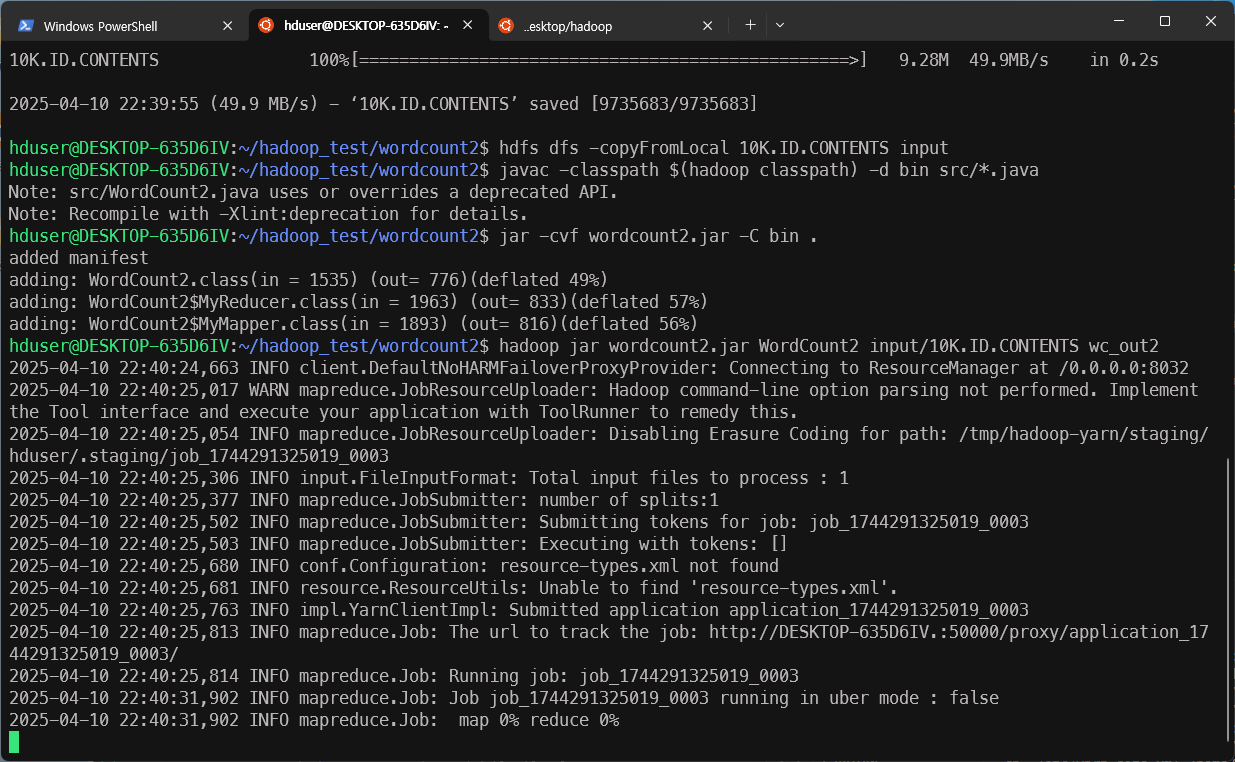 Windows PowerShell
hduser@DESKTOP-635D6IV: ~
..esktop/hadoop
10K.ID.CONTENTS 100%[=================================================>] 9.28M 49.9MB/s in 0.2s
2025-04-10 22:39:55 (49.9 MB/s) - ‘10K.ID.CONTENTS’ saved [9735683/9735683]
hduser@DESKTOP-635D6IV:~/hadoop_test/wordcount2$ hdfs dfs -copyFromLocal 10K.ID.CONTENTS input
hduser@DESKTOP-635D6IV:~/hadoop_test/wordcount2$ javac -classpath $(hadoop classpath) -d bin src/*.java
Note: src/WordCount2.java uses or overrides a deprecated API.
Note: Recompile with -Xlint:deprecation for details.
hduser@DESKTOP-635D6IV:~/hadoop_test/wordcount2$ jar -cvf wordcount2.jar -C bin .
added manifest
adding: WordCount2.class(in = 1535) (out= 776)(deflated 49%)
adding: WordCount2$MyReducer.class(in = 1963) (out= 833)(deflated 57%)
adding: WordCount2$MyMapper.class(in = 1893) (out= 816)(deflated 56%)
hduser@DESKTOP-635D6IV:~/hadoop_test/wordcount2$ hadoop jar wordcount2.jar WordCount2 input/10K.ID.CONTENTS wc_out2
2025-04-10 22:40:24,663 INFO client.DefaultNoHARMFailoverProxyProvider: Connecting to ResourceManager at /0.0.0.0:8032
2025-04-10 22:40:25,017 WARN mapreduce.JobResourceUploader: Hadoop command-line option parsing not performed. Implement
the Tool interface and execute your application with ToolRunner to remedy this.
2025-04-10 22:40:25,054 INFO mapreduce.JobResourceUploader: Disabling Erasure Coding for path: /tmp/hadoop-yarn/staging/
hduser/.staging/job_1744291325019_0003
2025-04-10 22:40:25,306 INFO input.FileInputFormat: Total input files to process : 1
2025-04-10 22:40:25,377 INFO mapreduce.JobSubmitter: number of splits:1
2025-04-10 22:40:25,502 INFO mapreduce.JobSubmitter: Submitting tokens for job: job_1744291325019_0003
2025-04-10 22:40:25,503 INFO mapreduce.JobSubmitter: Executing with tokens: []
2025-04-10 22:40:25,680 INFO conf.Configuration: resource-types.xml not found
2025-04-10 22:40:25,681 INFO resource.ResourceUtils: Unable to find 'resource-types.xml'.
2025-04-10 22:40:25,763 INFO impl.YarnClientImpl: Submitted application application_1744291325019_0003
2025-04-10 22:40:25,813 INFO mapreduce.Job: The url to track the job: http://DESKTOP-635D6IV.:50000/proxy/application_17
44291325019_0003/
2025-04-10 22:40:25,814 INFO mapreduce.Job: Running job: job_1744291325019_0003
2025-04-10 22:40:31,902 INFO mapreduce.Job: Job job_1744291325019_0003 running in uber mode : false
2025-04-10 22:40:31,902 INFO mapreduce.Job:  map 0% reduce 0%